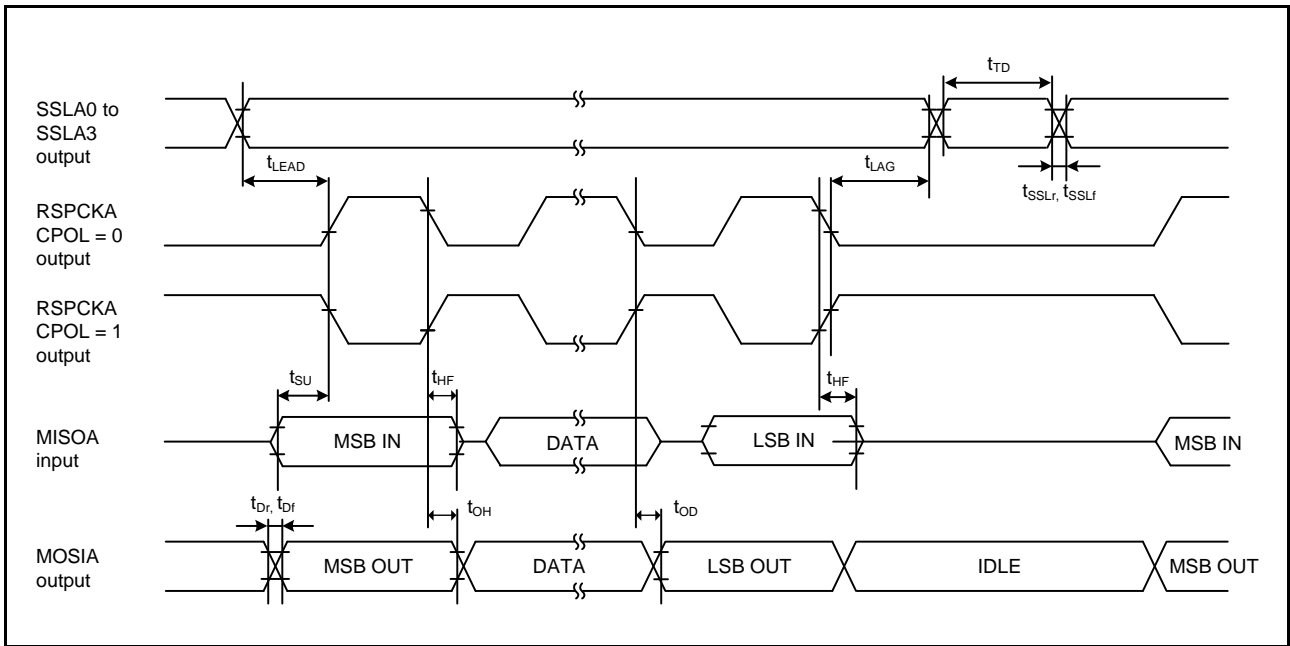 tTD
SSLA0 to
SSLA3
output
tLEAD
tLAG
tSSLr, tSSLf
RSPCKA
CPOL = 0
output
RSPCKA
CPOL = 1
output
tSU
tHF
tHF
MISOA
input
MSB IN
DATA
LSB IN
MSB IN
tDr, tDf
tOH
tOD
MOSIA
output
MSB OUT
DATA
LSB OUT
IDLE
MSB OUT